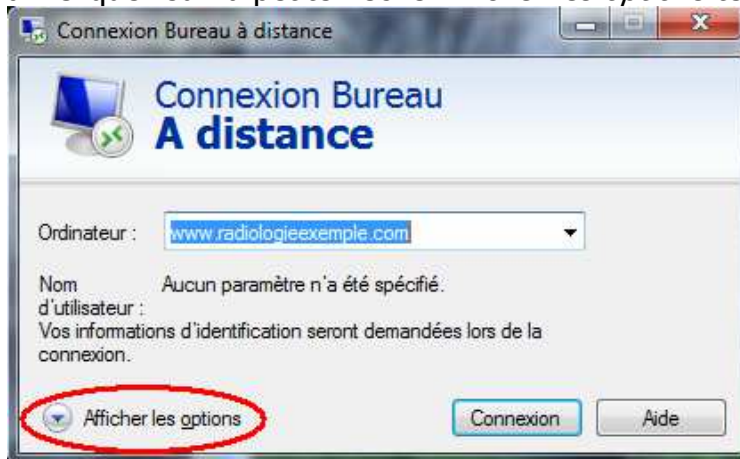 Connexion Bureau à distance
Connexion Bureau
A distance
Ordinateur :
www.radiologieexemple.com
Nom
d'utilisateur :
Aucun paramètre n'a été spécifié.
Vos informations d'identification seront demandées lors de la
connexion.
Afficher les options
Connexion
Aide